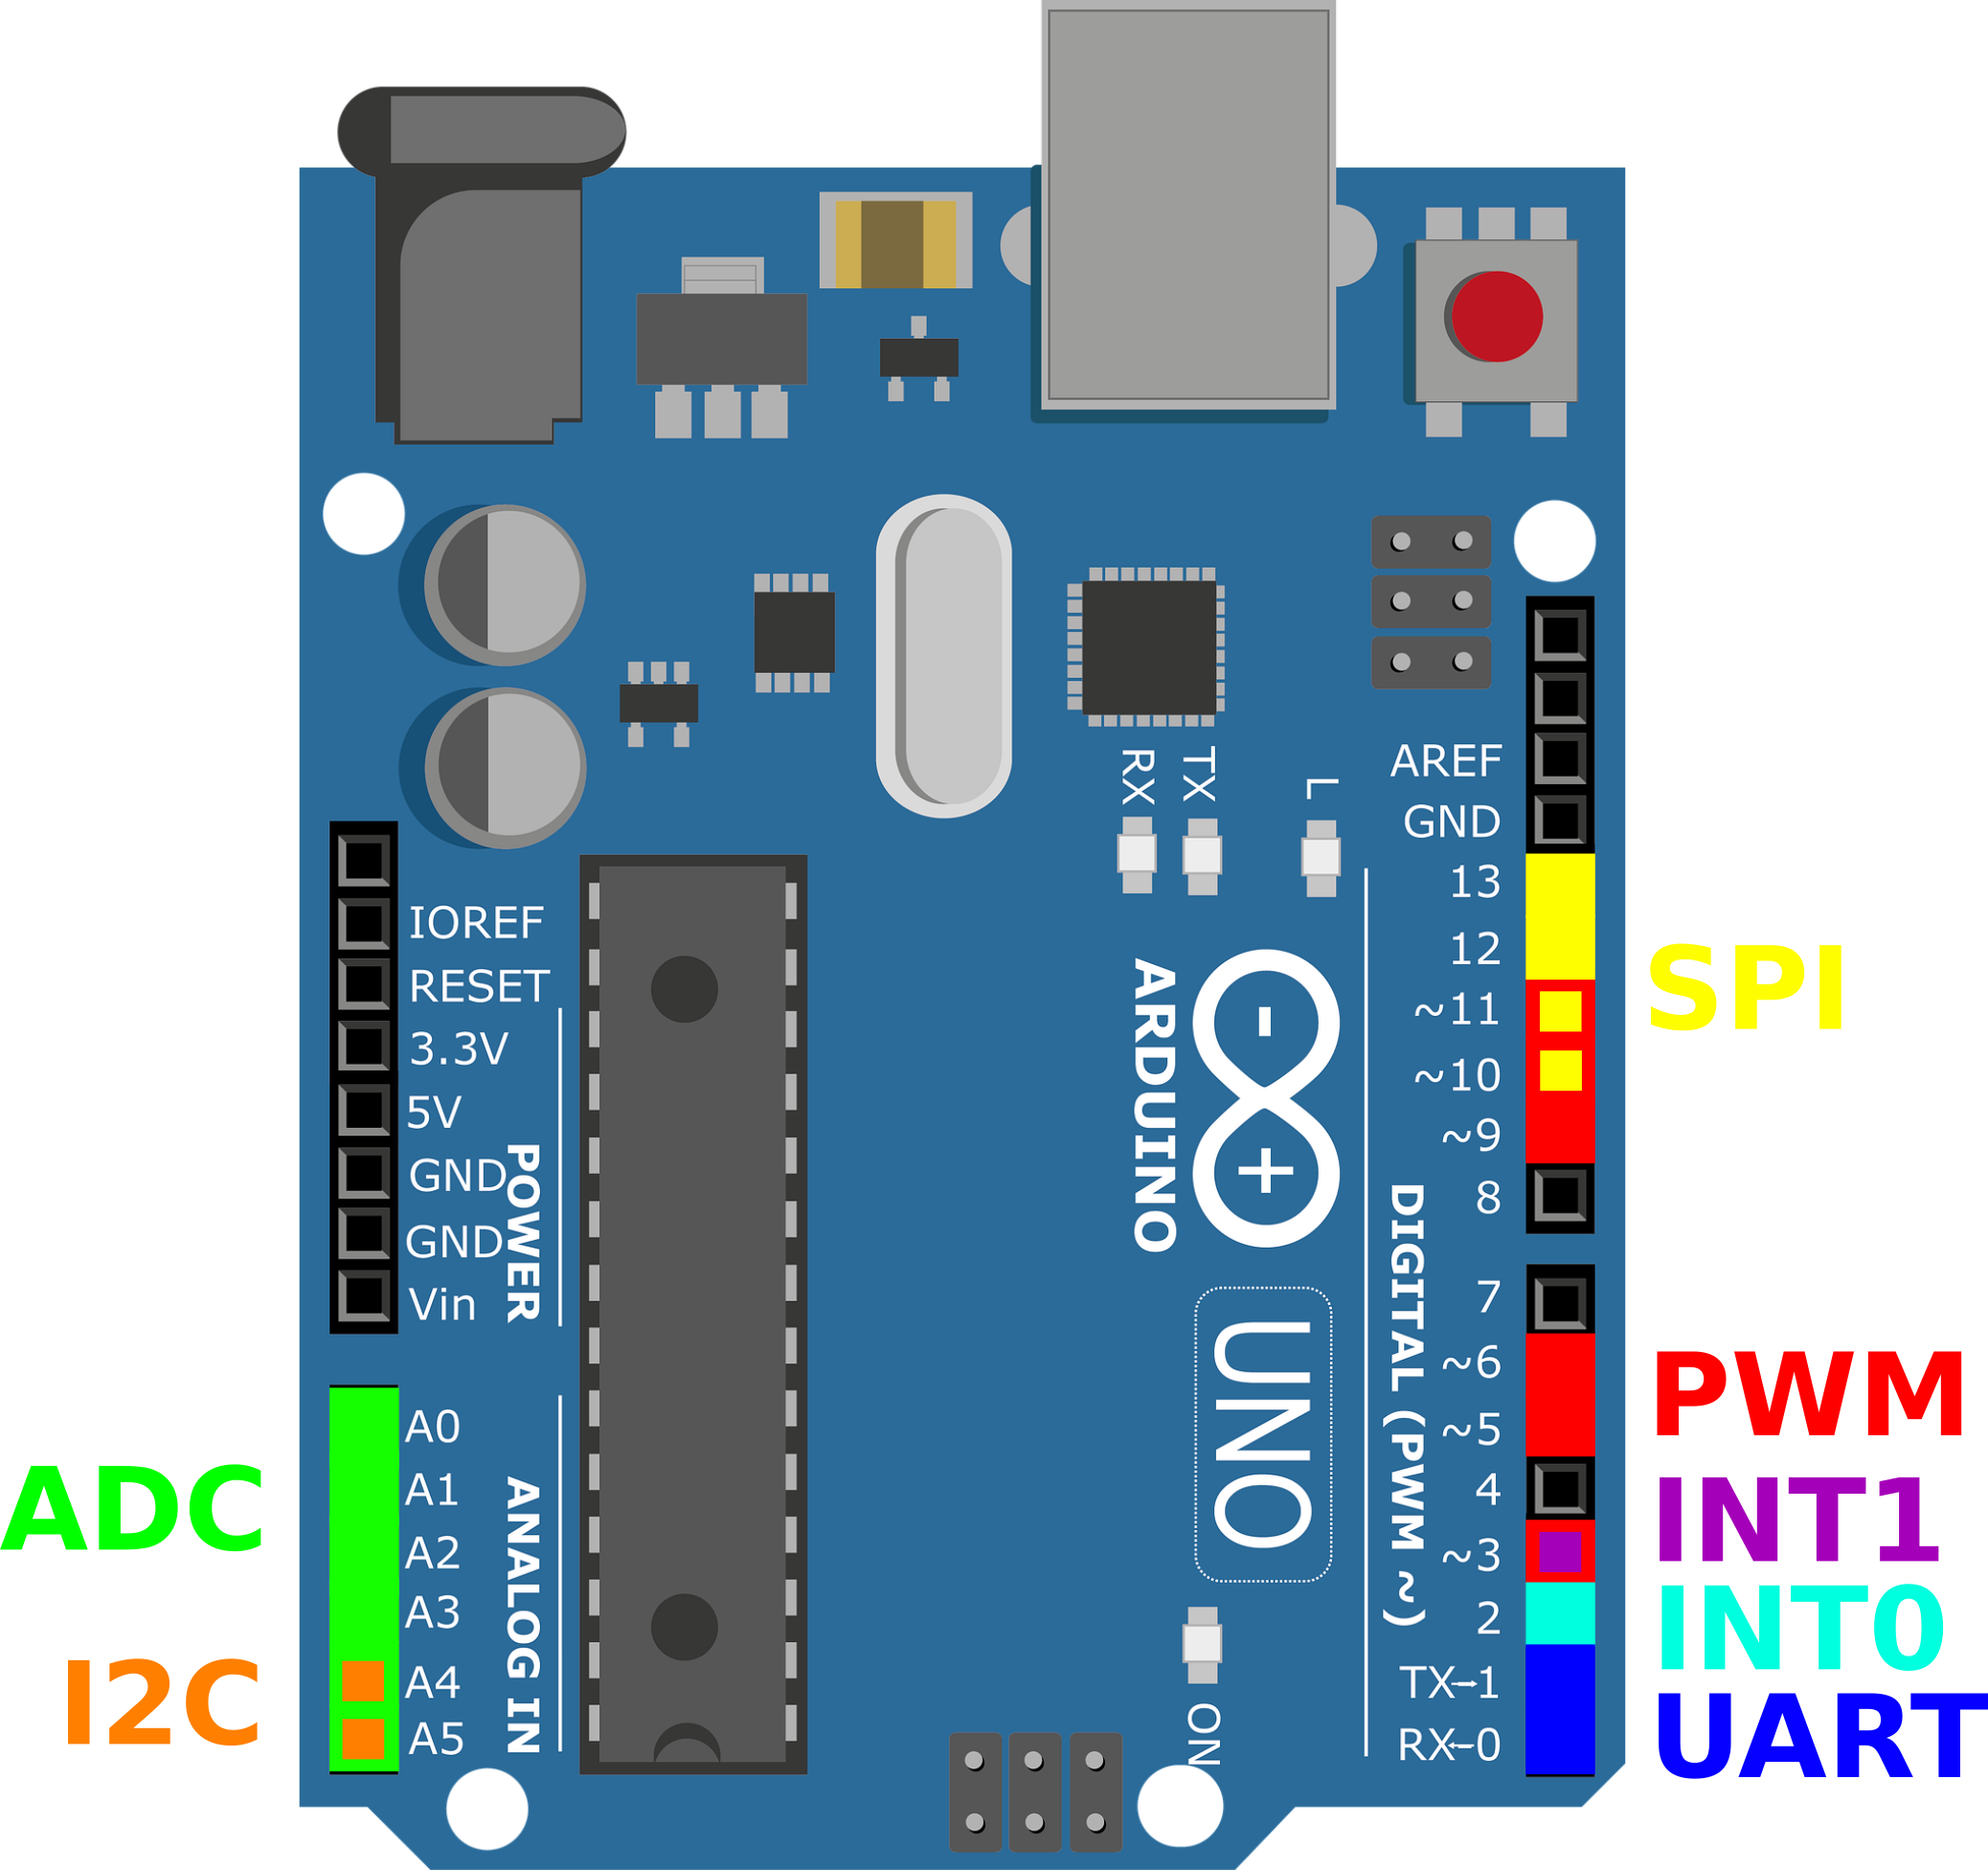 RX
TX
L
AREF
GND
13
12
~11
~10
~9
8
7
~6
~5
4
~3
2
TX→1
RX←0
DIGITAL (PWM ~)
IOREF
RESET
3.3V
5V
GND
GND
Vin
POWER
A0
A1
A2
A3
A4
A5
ANALOG IN
ARDUINO
- +
UNO
ON
ADC
I2C
SPI
PWM
INT1
INT0
UART